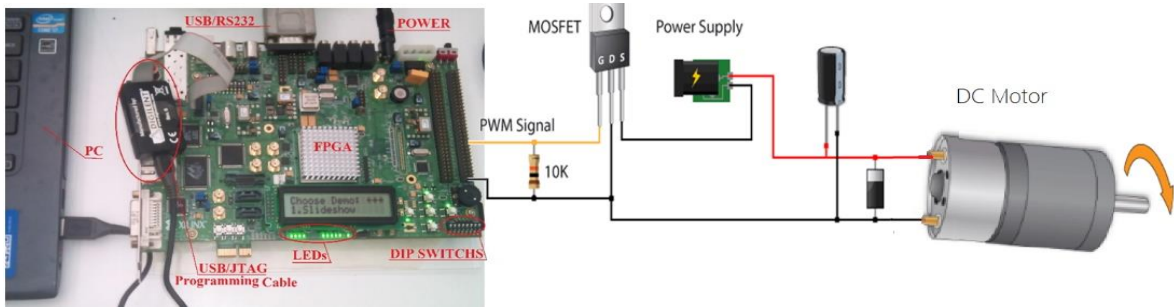 USB/RS232
POWER
MOSFET
Power Supply
G D S
DC Motor
DIGILENT
PC
FPGA
PWM Signal
10K
Choose Demo: +++
1.Slideshow
LEDs
DIP SWITCHS
USB/JTAG
Programming Cable